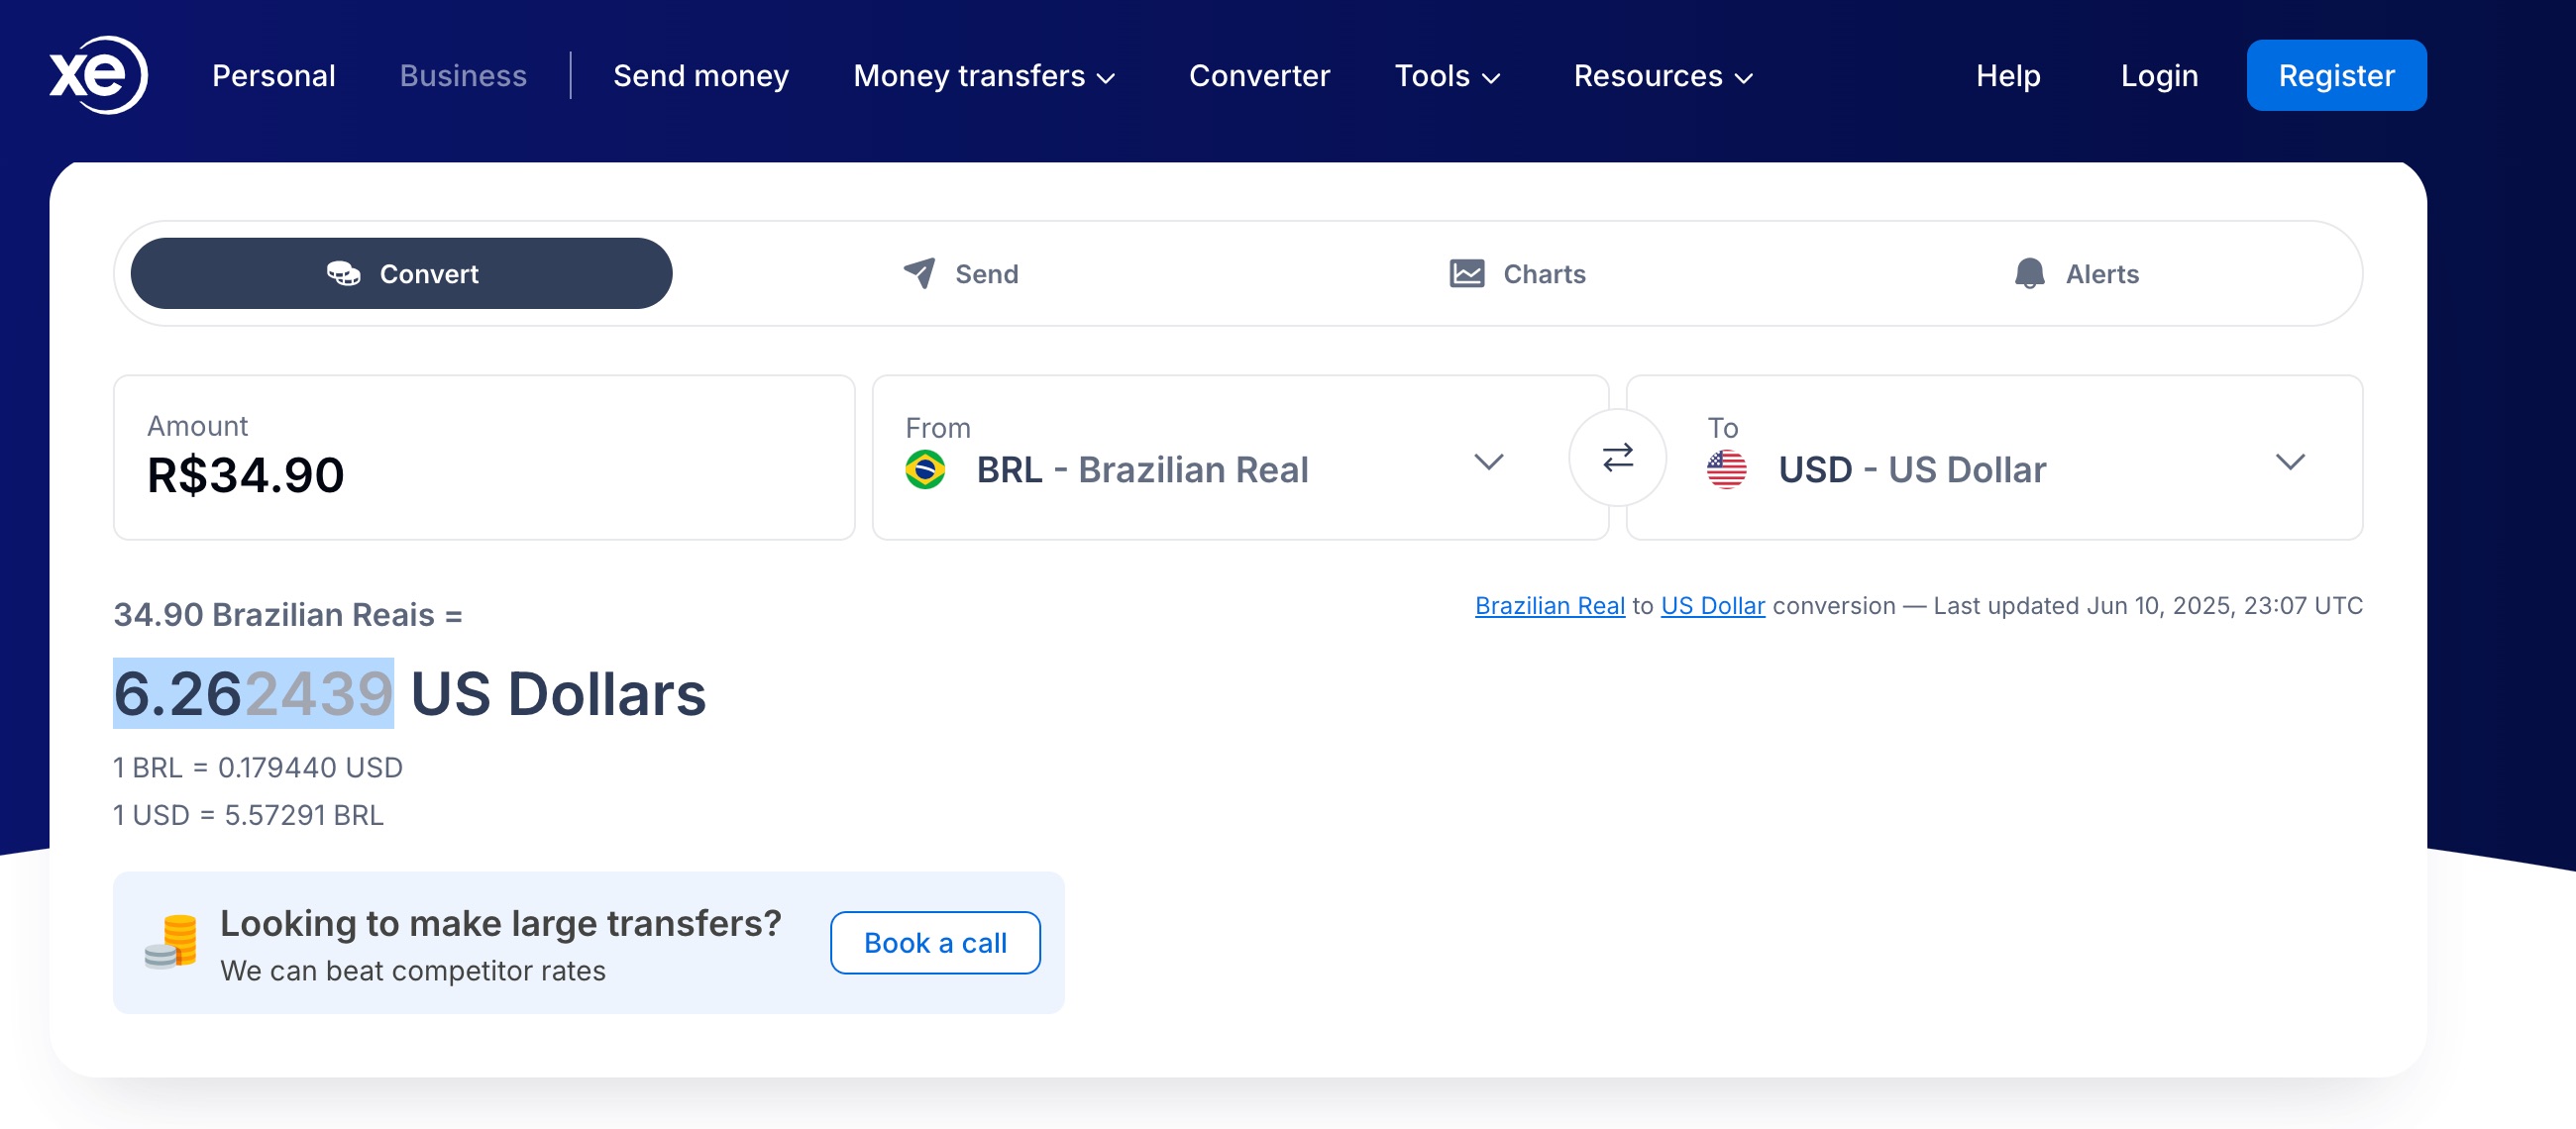 xe Personal Business Send money Money transfers Converter Tools Resources Help Login Register
Convert Send Charts Alerts
Amount
R$34.90
From
BRL - Brazilian Real
To
USD - US Dollar
34.90 Brazilian Reais =
Brazilian Real to US Dollar conversion — Last updated Jun 10, 2025, 23:07 UTC
6.262439 US Dollars
1 BRL = 0.179440 USD
1 USD = 5.57291 BRL
Looking to make large transfers?
We can beat competitor rates
Book a call